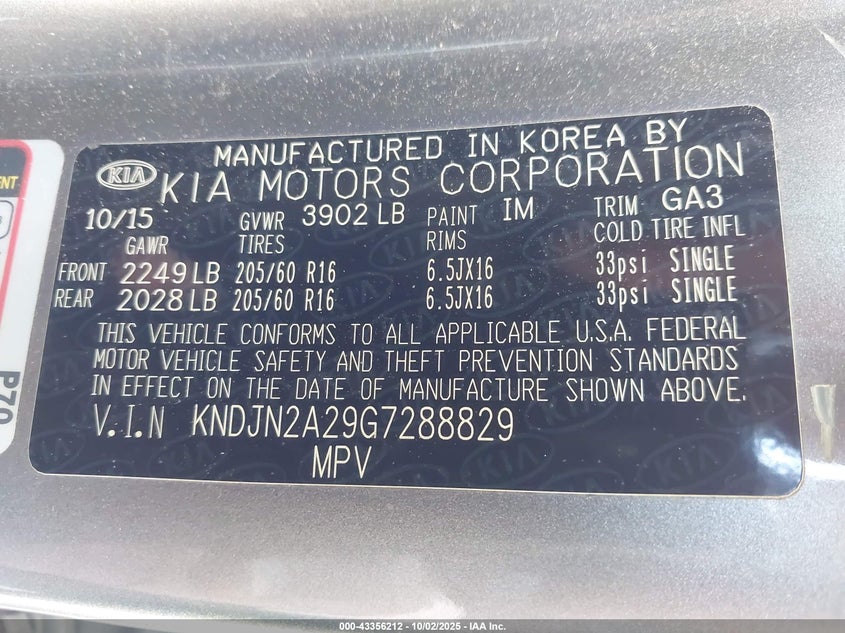 MANUFACTURED IN KOREA BY
KIA KIA MOTORS CORPORATION
10/15 GVWR 3902 LB PAINT IM TRIM GA3
GAWR TIRES RIMS COLD TIRE INFL
FRONT 2249 LB 205/60 R16 6.5JX16 33psi SINGLE
REAR 2028 LB 205/60 R16 6.5JX16 33psi SINGLE
THIS VEHICLE CONFORMS TO ALL APPLICABLE U.S.A. FEDERAL
MOTOR VEHICLE SAFETY AND THEFT PREVENTION STANDARDS
IN EFFECT ON THE DATE OF MANUFACTURE SHOWN ABOVE.
V.I.N KNDJN2A29G7288829
MPV
P70
000-43356212 - 10/02/2025 - IAA Inc.